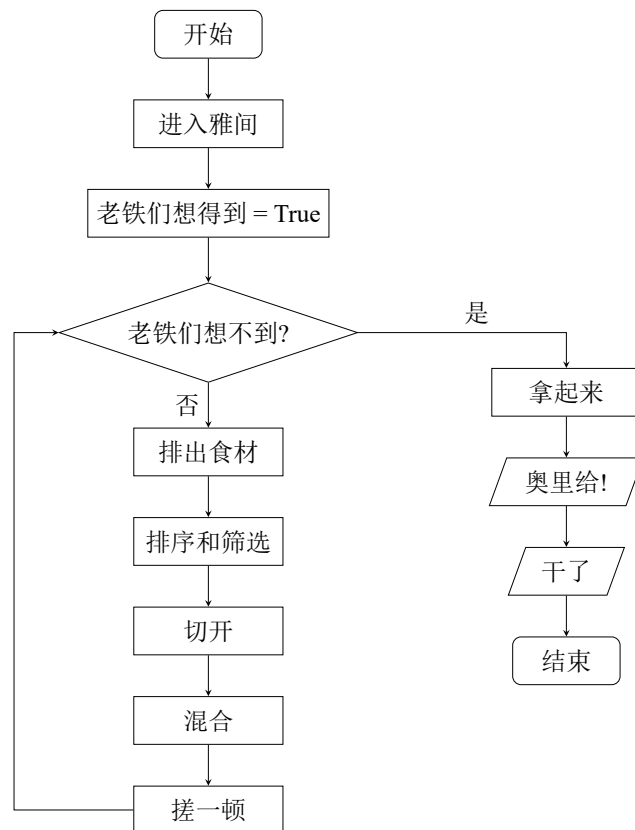 开始
进入雅间
老铁们想得到 = True
老铁们想不到?
是
否
拿起来
排出食材
奥里给!
排序和筛选
干了
切开
结束
混合
搓一顿